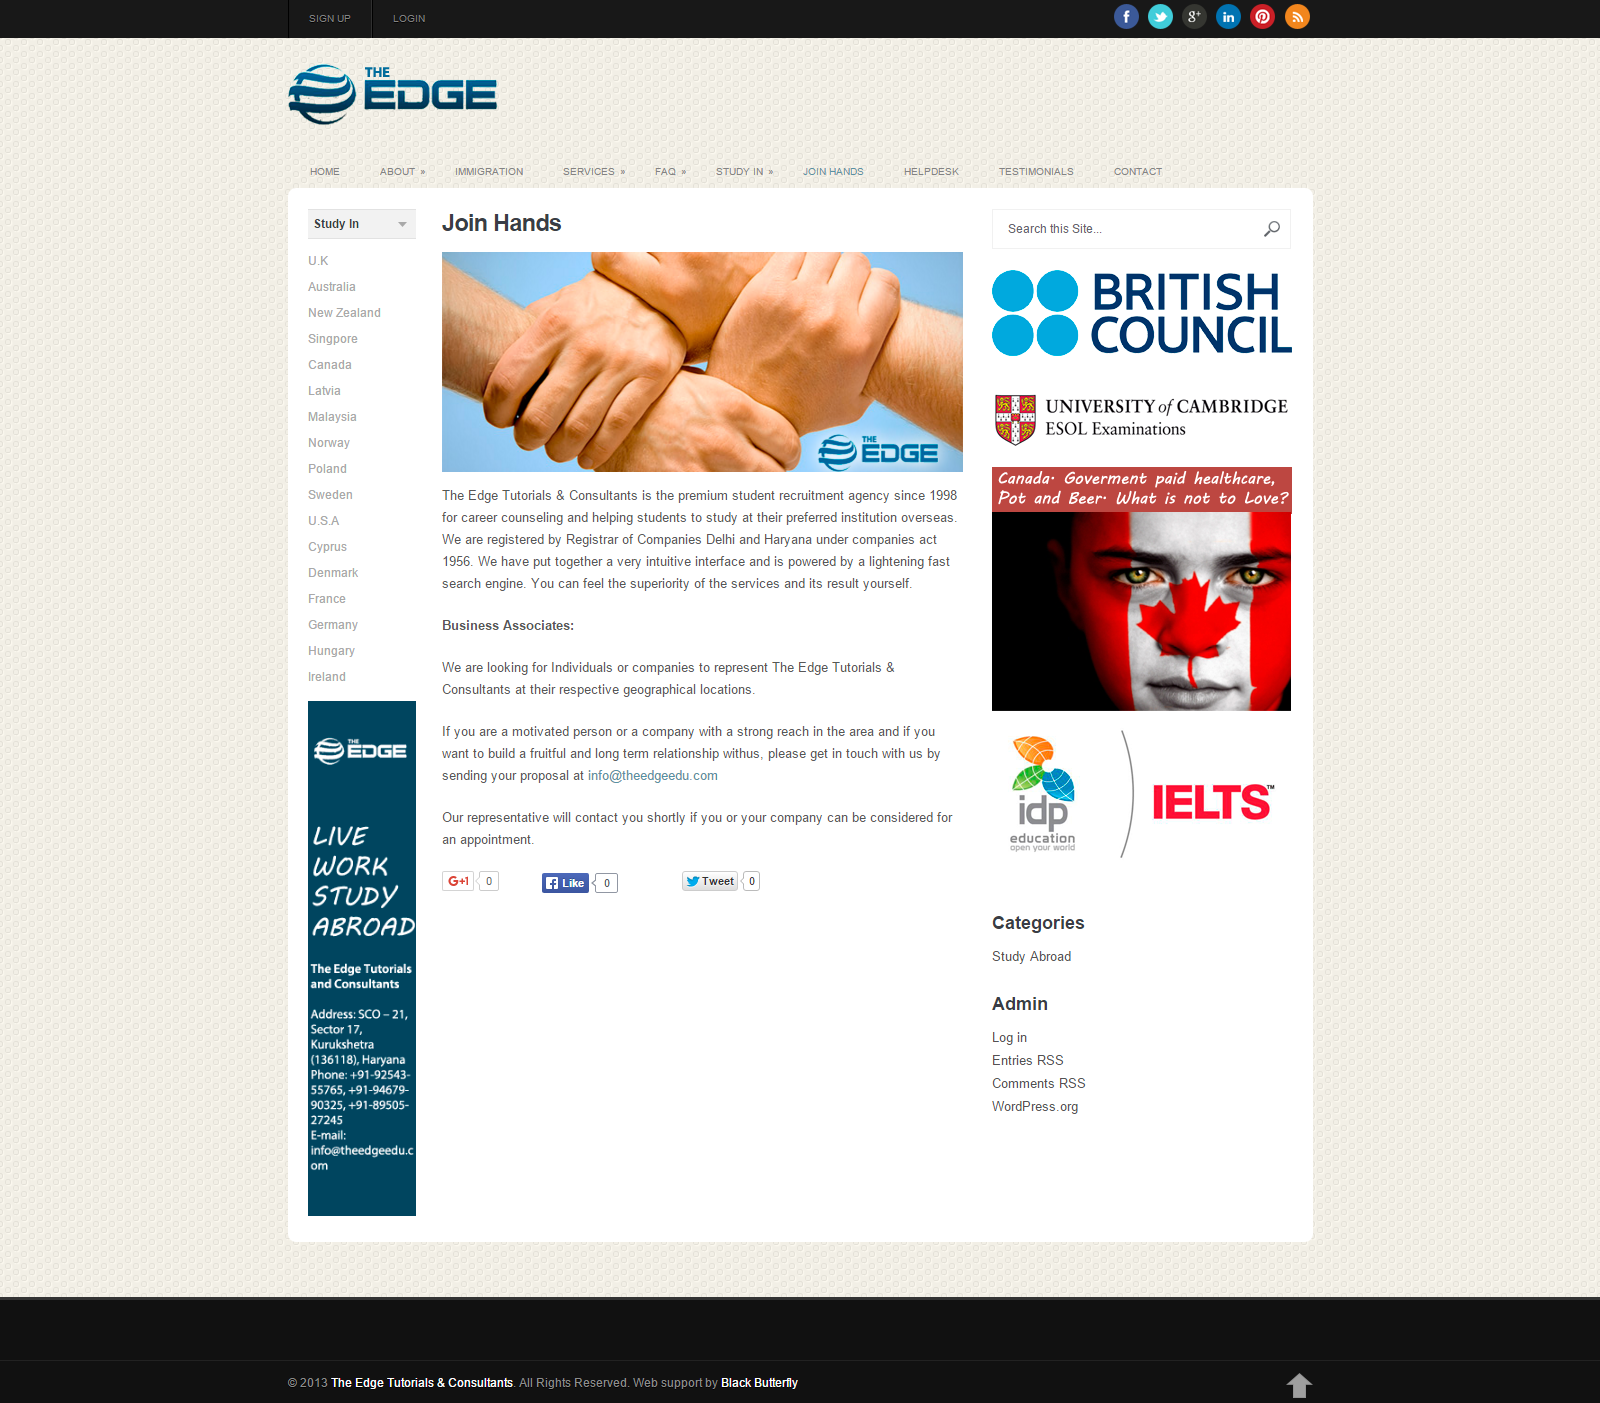 SIGN UP
LOGIN
THE
EDGE
HOME
ABOUT »
IMMIGRATION
SERVICES »
FAQ »
STUDY IN »
JOIN HANDS
HELPDESK
TESTIMONIALS
CONTACT
Study In
U.K
Australia
New Zealand
Singpore
Canada
Latvia
Malaysia
Norway
Poland
Sweden
U.S.A
Cyprus
Denmark
France
Germany
Hungary
Ireland
THE
EDGE
LIVE
WORK
STUDY
ABROAD
The Edge Tutorials
and Consultants
Address: SCO – 21,
Sector 17,
Kurukshetra
(136118), Haryana
Phone: +91-92543-
55765, +91-94679-
90325, +91-89505-
27245
E-mail:
info@theedgeedu.c
om
Join Hands
THE
EDGE
The Edge Tutorials & Consultants is the premium student recruitment agency since 1998
for career counseling and helping students to study at their preferred institution overseas.
We are registered by Registrar of Companies Delhi and Haryana under companies act
1956. We have put together a very intuitive interface and is powered by a lightening fast
search engine. You can feel the superiority of the services and its result yourself.
Business Associates:
We are looking for Individuals or companies to represent The Edge Tutorials &
Consultants at their respective geographical locations.
If you are a motivated person or a company with a strong reach in the area and if you
want to build a fruitful and long term relationship withus, please get in touch with us by
sending your proposal at info@theedgeedu.com
Our representative will contact you shortly if you or your company can be considered for
an appointment.
G+1 0
Like 0
Tweet 0
Search this Site...
BRITISH
COUNCIL
UNIVERSITY of CAMBRIDGE
ESOL Examinations
Canada. Goverment paid healthcare,
Pot and Beer. What is not to Love?
idp
education
open your world
IELTS™
Categories
Study Abroad
Admin
Log in
Entries RSS
Comments RSS
WordPress.org
© 2013 The Edge Tutorials & Consultants. All Rights Reserved. Web support by Black Butterfly